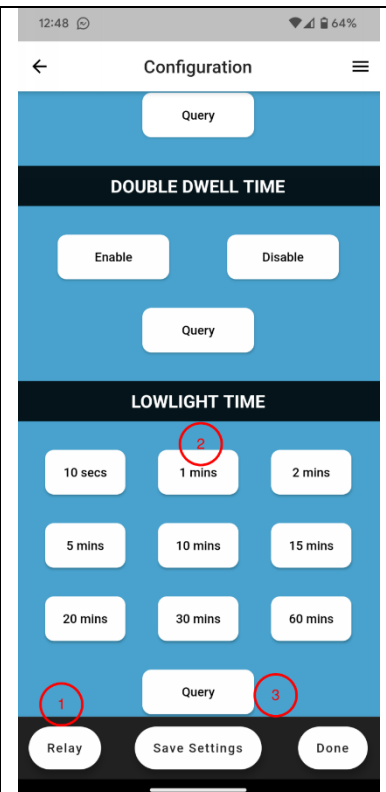 12:48 64%
Configuration
Query
DOUBLE DWELL TIME
Enable Disable
Query
LOWLIGHT TIME
2
10 secs 1 mins 2 mins
5 mins 10 mins 15 mins
20 mins 30 mins 60 mins
Query 3
1
Relay Save Settings Done